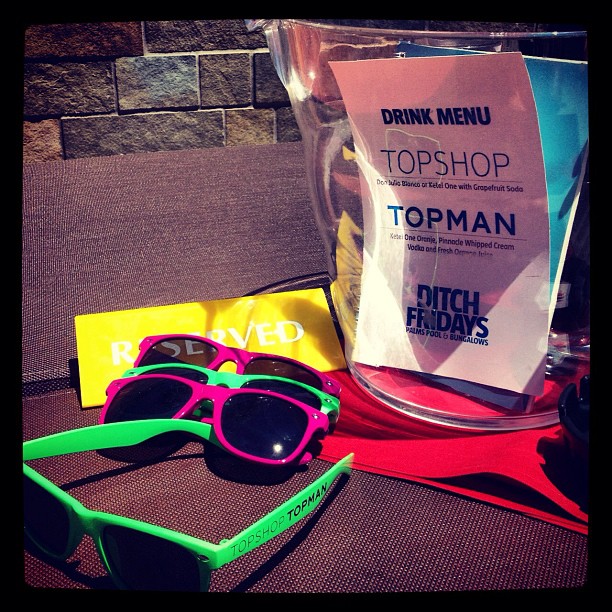 DRINK MENU
TOPSHOP
Don Julio Blanco or Ketel One with Grapefruit Soda
TOPMAN
Ketel One Oranje, Pinnacle Whipped Cream
Vodka and Fresh Orange Juice
DITCH
FRIDAYS
PALMS POOL & BUNGALOWS
RESERVED
TOPSHOP TOPMAN